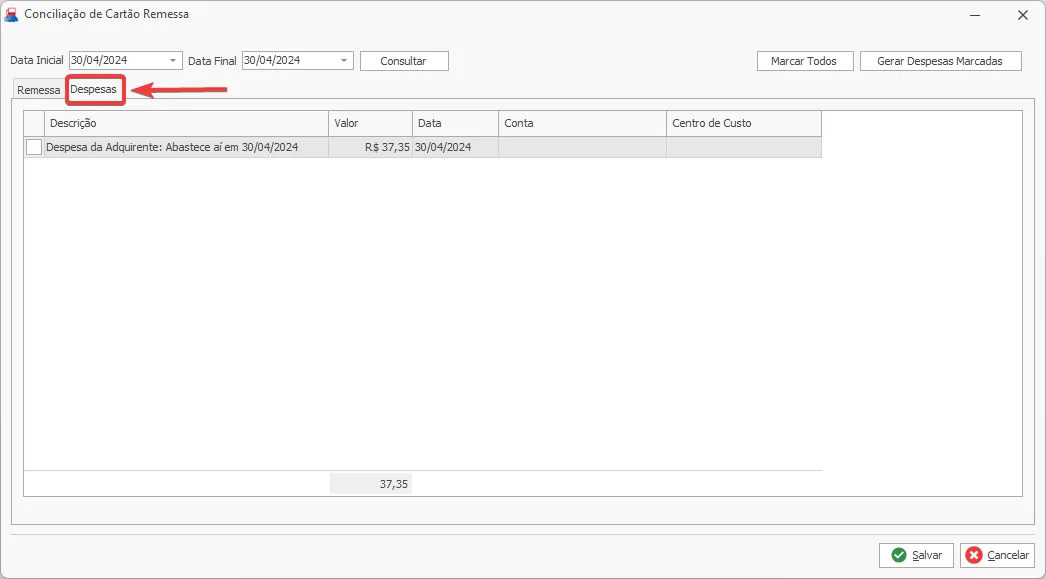 Conciliação de Cartão Remessa
Data Inicial 30/04/2024 Data Final 30/04/2024 Consultar Marcar Todos Gerar Despesas Marcadas
Remessa Despesas
Descrição Valor Data Conta Centro de Custo
Despesa da Adquirente: Abastece aí em 30/04/2024 R$ 37,35 30/04/2024
37,35
Salvar Cancelar